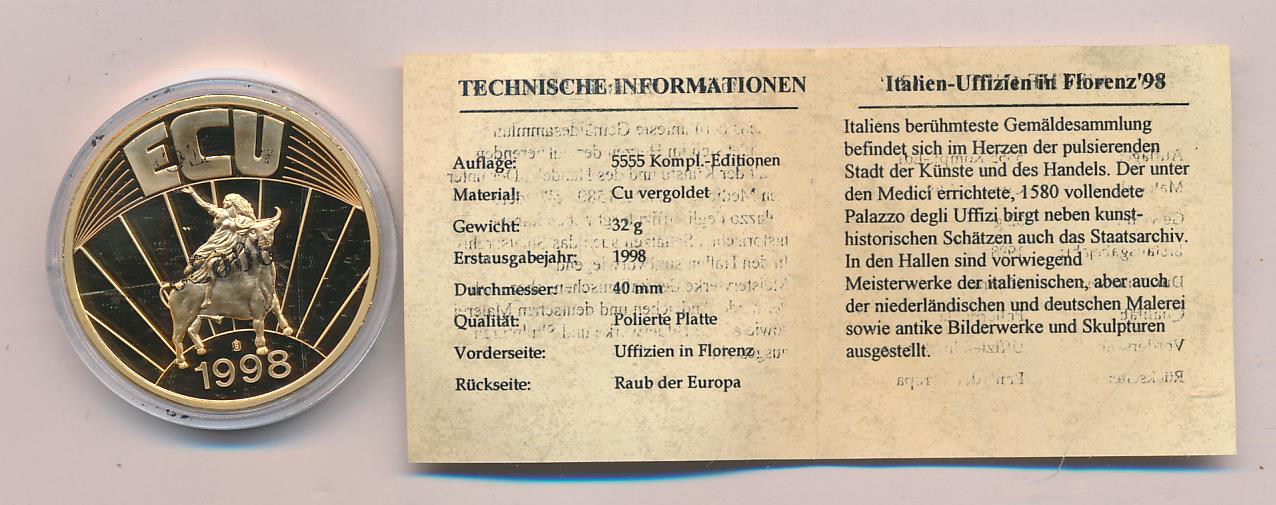 ECU
1998
TECHNISCHE INFORMATIONEN
Auflage: 5555 Kompl.-Editionen
Material: Cu vergoldet
Gewicht: 32 g
Erstausgabejahr: 1998
Durchmesser: 40 mm
Qualität: Polierte Platte
Vorderseite: Uffizien in Florenz
Rückseite: Raub der Europa
'Italien-Uffizien in Florenz'98
Italiens berühmteste Gemäldesammlung
befindet sich im Herzen der pulsierenden
Stadt der Künste und des Handels. Der unter
den Medici errichtete, 1580 vollendete
Palazzo degli Uffizi birgt neben kunst-
historischen Schätzen auch das Staatsarchiv.
In den Hallen sind vorwiegend
Meisterwerke der italienischen, aber auch
der niederländischen und deutschen Malerei
sowie antike Bilderwerke und Skulpturen
ausgestellt.